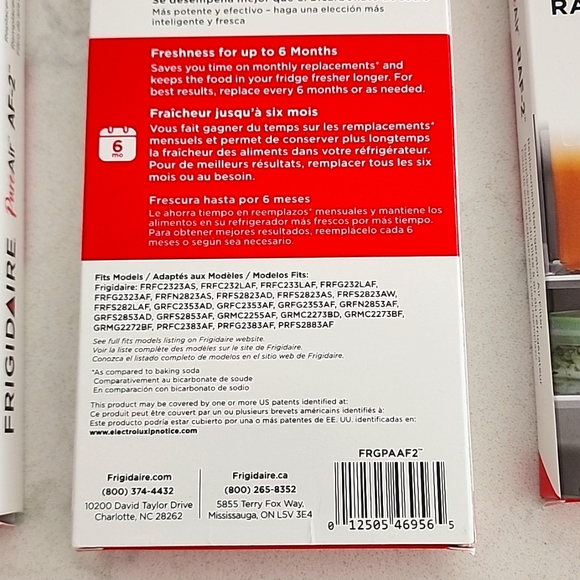 Más potente y efectivo – haga una elección más
inteligente y fresca
Freshness for up to 6 Months
Saves you time on monthly replacements* and
keeps the food in your fridge fresher longer. For
best results, replace every 6 months or as needed.
Fraîcheur jusqu'à six mois
Vous fait gagner du temps sur les remplacements*
mensuels et permet de conserver plus longtemps
la fraîcheur des aliments dans votre réfrigérateur.
Pour de meilleurs résultats, remplacer tous les six
mois ou au besoin.
6
mo
Frescura hasta por 6 meses
Le ahorra tiempo en reemplazos* mensuales y mantiene los
alimentos en su refrigerador más frescos por más tiempo.
Para obtener mejores resultados, reemplácelo cada 6
meses o según sea necesario.
Fits Models / Adaptés aux Modèles / Modelos Fits:
Frigidaire: FRFC2323AS, FRFC232LAF, FRFC233LAF, FRFG232LAF,
FRFG2323AF, FRFN2823AS, FRFS2823AD, FRFS2823AS, FRFS2823AW,
FRFS282LAF, GRFC2353AD, GRFC2353AF, GRFG2353AF, GRFN2853AF,
GRFS2853AD, GRFS2853AF, GRMC2255AF, GRMC2273BD, GRMC2273BF,
GRMG2272BF, PRFC2383AF, PRFG2383AF, PRFS2883AF
See full fits models listing on Frigidaire website.
Voir la liste complète des modèles sur le site de Frigidaire.
Conozca el listado completo de modelos en el sitio web de Frigidaire.
*As compared to baking soda
Comparativement au bicarbonate de soude
En comparación con bicarbonato de sodio
This product may be covered by one or more US patents identified at:
Ce produit peut être couvert par un ou plusieurs brevets américains identifiés à:
Este producto podría estar cubierto por una o más patentes de EE. UU. identificadas en:
www.electroluxipnotice.com
Frigidaire.com
(800) 374-4432
10200 David Taylor Drive
Charlotte, NC 28262
Frigidaire.ca
(800) 265-8352
5855 Terry Fox Way,
Mississauga, ON L5V 3E4
FRGPAAF2™
0 12505 46956 5
FRIGIDAIRE PureAir® AF-2™
RA
RAF-2